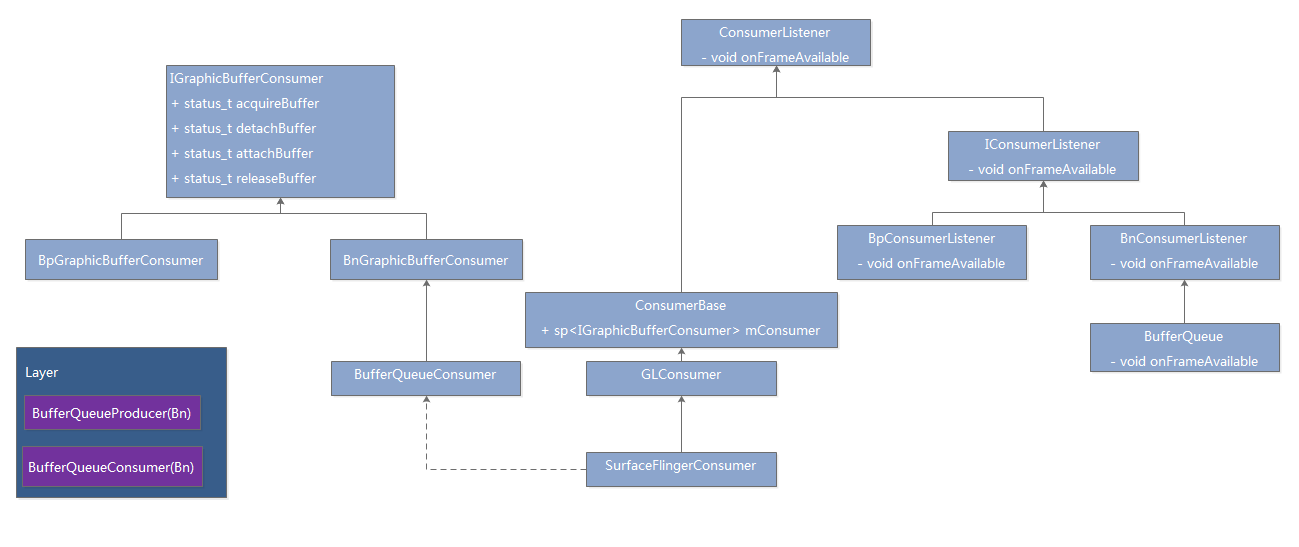 ConsumerListener
- void onFrameAvailable
IGraphicBufferConsumer
+ status_t acquireBuffer
+ status_t detachBuffer
+ status_t attachBuffer
+ status_t releaseBuffer
IConsumerListener
- void onFrameAvailable
BpGraphicBufferConsumer
BnGraphicBufferConsumer
BpConsumerListener
- void onFrameAvailable
BnConsumerListener
- void onFrameAvailable
ConsumerBase
+ sp<IGraphicBufferConsumer> mConsumer
BufferQueue
- void onFrameAvailable
BufferQueueConsumer
GLConsumer
SurfaceFlingerConsumer
Layer
BufferQueueProducer(Bn)
BufferQueueConsumer(Bn)